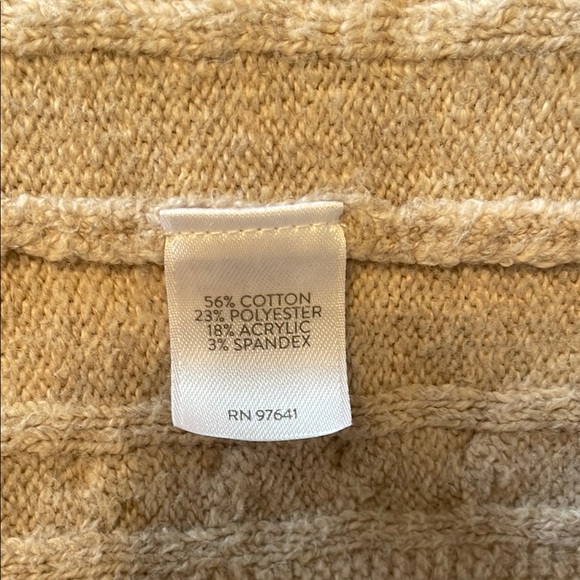 56% COTTON
23% POLYESTER
18% ACRYLIC
3% SPANDEX
RN 97641